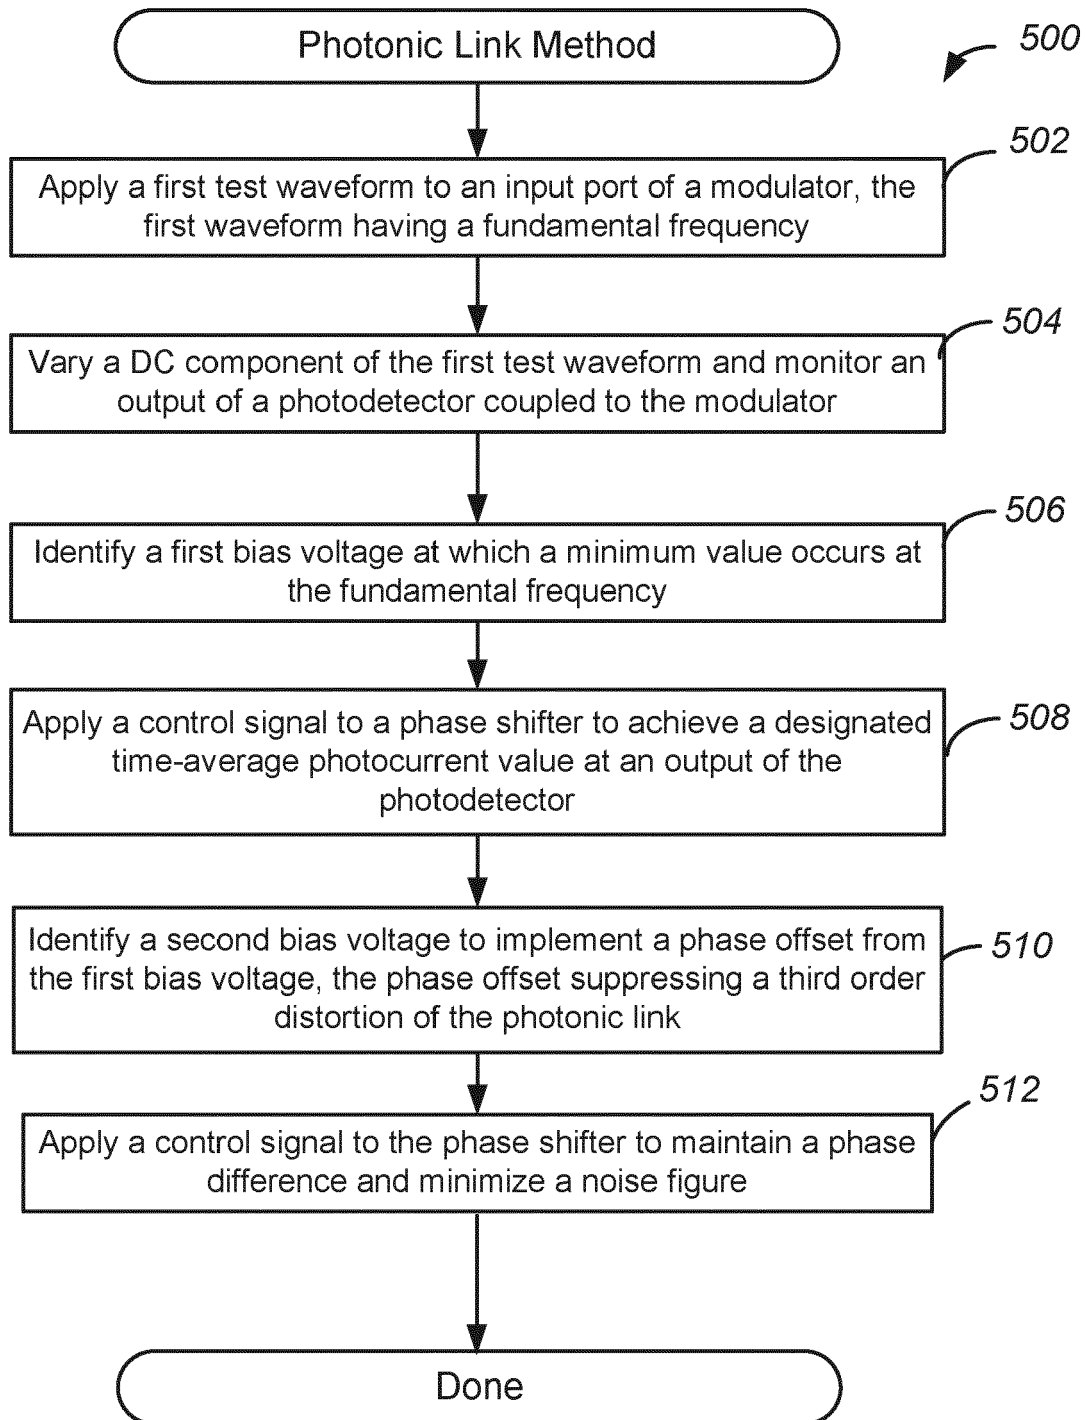 Photonic Link Method
500
502
Apply a first test waveform to an input port of a modulator, the
first waveform having a fundamental frequency
504
Vary a DC component of the first test waveform and monitor an
output of a photodetector coupled to the modulator
506
Identify a first bias voltage at which a minimum value occurs at
the fundamental frequency
508
Apply a control signal to a phase shifter to achieve a designated
time-average photocurrent value at an output of the
photodetector
510
Identify a second bias voltage to implement a phase offset from
the first bias voltage, the phase offset suppressing a third order
distortion of the photonic link
512
Apply a control signal to the phase shifter to maintain a phase
difference and minimize a noise figure
Done